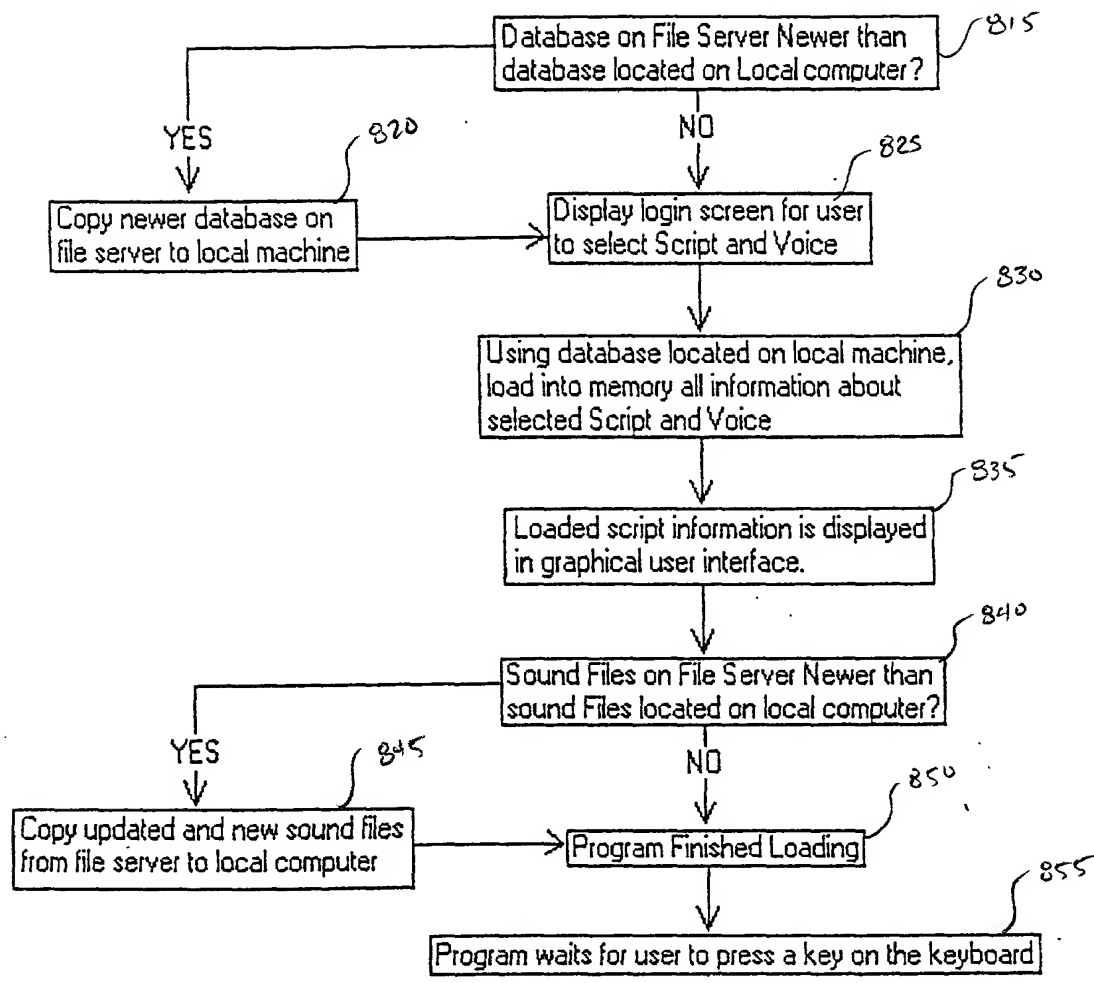 Database on File Server Newer than
database located on Local computer?
815
YES
NO
820
825
Copy newer database on
file server to local machine
Display login screen for user
to select Script and Voice
830
Using database located on local machine,
load into memory all information about
selected Script and Voice
835
Loaded script information is displayed
in graphical user interface.
840
Sound Files on File Server Newer than
sound Files located on local computer?
YES
NO
845
850
Copy updated and new sound files
from file server to local computer
Program Finished Loading
855
Program waits for user to press a key on the keyboard